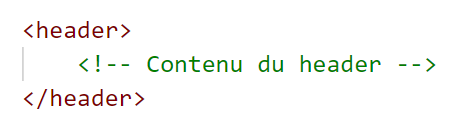 <header>
<!-- Contenu du header -->
</header>